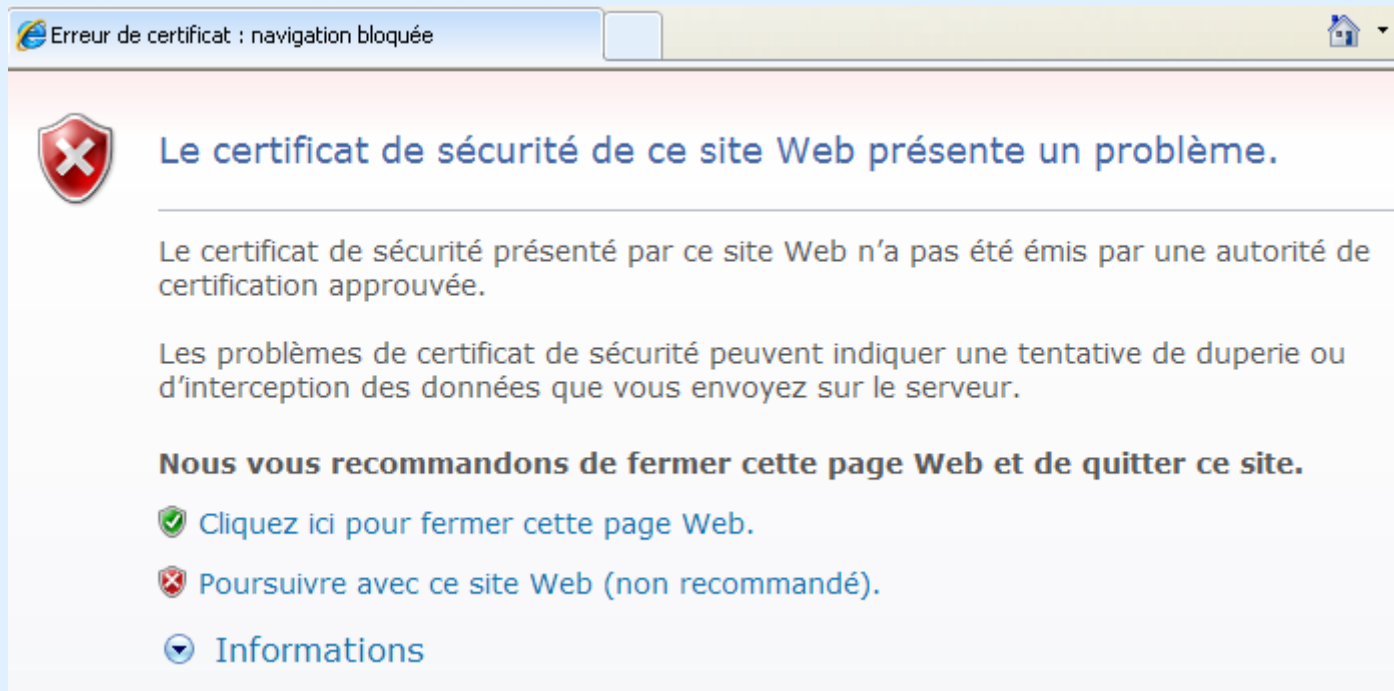 Erreur de certificat : navigation bloquée
Le certificat de sécurité de ce site Web présente un problème.
Le certificat de sécurité présenté par ce site Web n’a pas été émis par une autorité de
certification approuvée.
Les problèmes de certificat de sécurité peuvent indiquer une tentative de duperie ou
d’interception des données que vous envoyez sur le serveur.
Nous vous recommandons de fermer cette page Web et de quitter ce site.
Cliquez ici pour fermer cette page Web.
Poursuivre avec ce site Web (non recommandé).
Informations